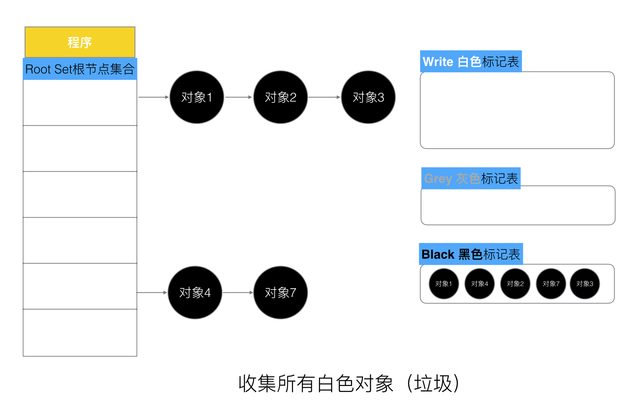 程序
Root Set根节点集合
对象1
对象2
对象3
对象4
对象7
Write 白色标记表
Grey 灰色标记表
Black 黑色标记表
对象1 对象4 对象2 对象7 对象3
收集所有白色对象（垃圾）